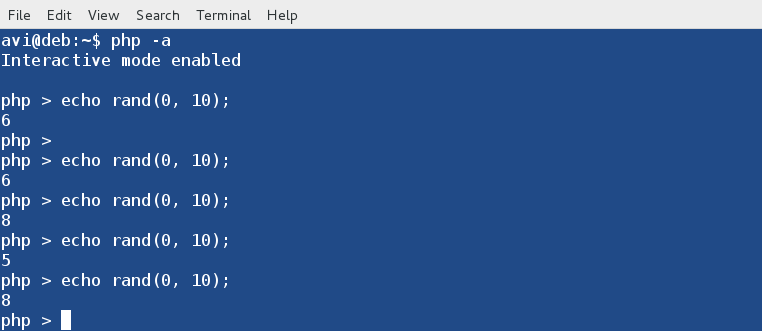 File Edit View Search Terminal Help
avi@deb:~$ php -a
Interactive mode enabled
php > echo rand(0, 10);
6
php >
php > echo rand(0, 10);
6
php > echo rand(0, 10);
8
php > echo rand(0, 10);
5
php > echo rand(0, 10);
8
php >